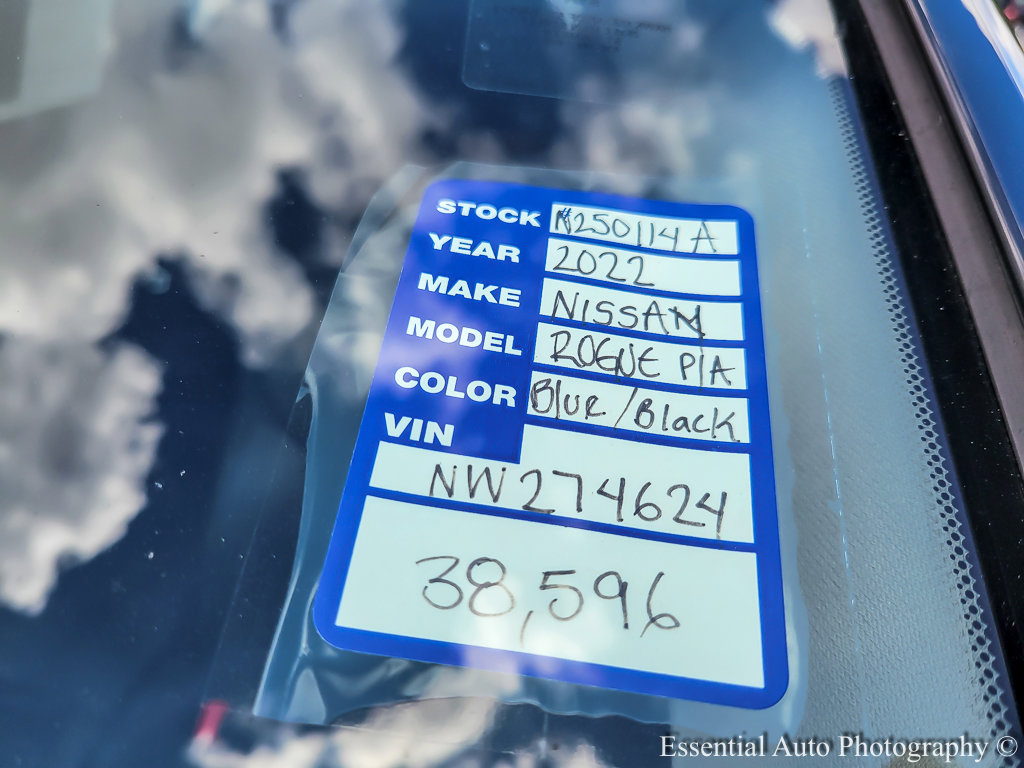 STOCK N250114A
YEAR 2022
MAKE NISSAN
MODEL ROGUE P/A
COLOR Blue/Black
VIN
NW274624
38,596
Essential Auto Photography ©